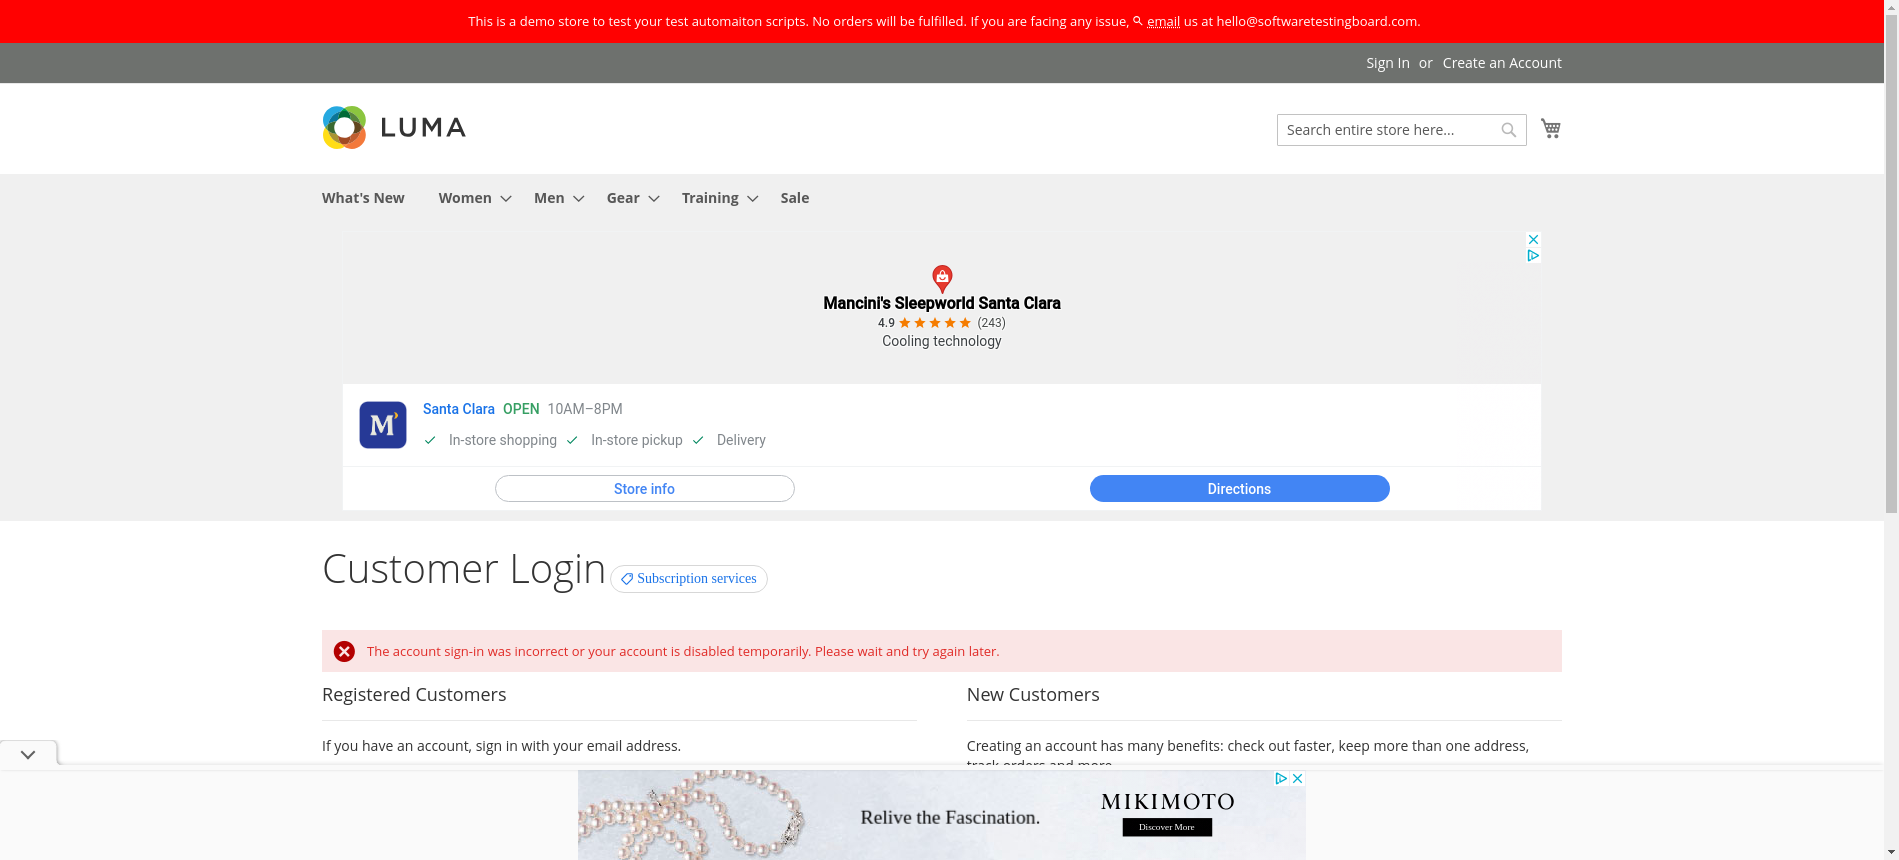 This is a demo store to test your test automaiton scripts. No orders will be fulfilled. If you are facing any issue, email us at hello@softwaretestingboard.com.
Sign In or Create an Account
LUMA
Search entire store here...
What's New Women Men Gear Training Sale
Mancini's Sleepworld Santa Clara
4.9 (243)
Cooling technology
M
Santa Clara OPEN 10AM–8PM
In-store shopping In-store pickup Delivery
Store info Directions
Customer Login Subscription services
The account sign-in was incorrect or your account is disabled temporarily. Please wait and try again later.
Registered Customers
If you have an account, sign in with your email address.
New Customers
Creating an account has many benefits: check out faster, keep more than one address,
track orders and more.
Relive the Fascination.
MIKIMOTO
Discover More